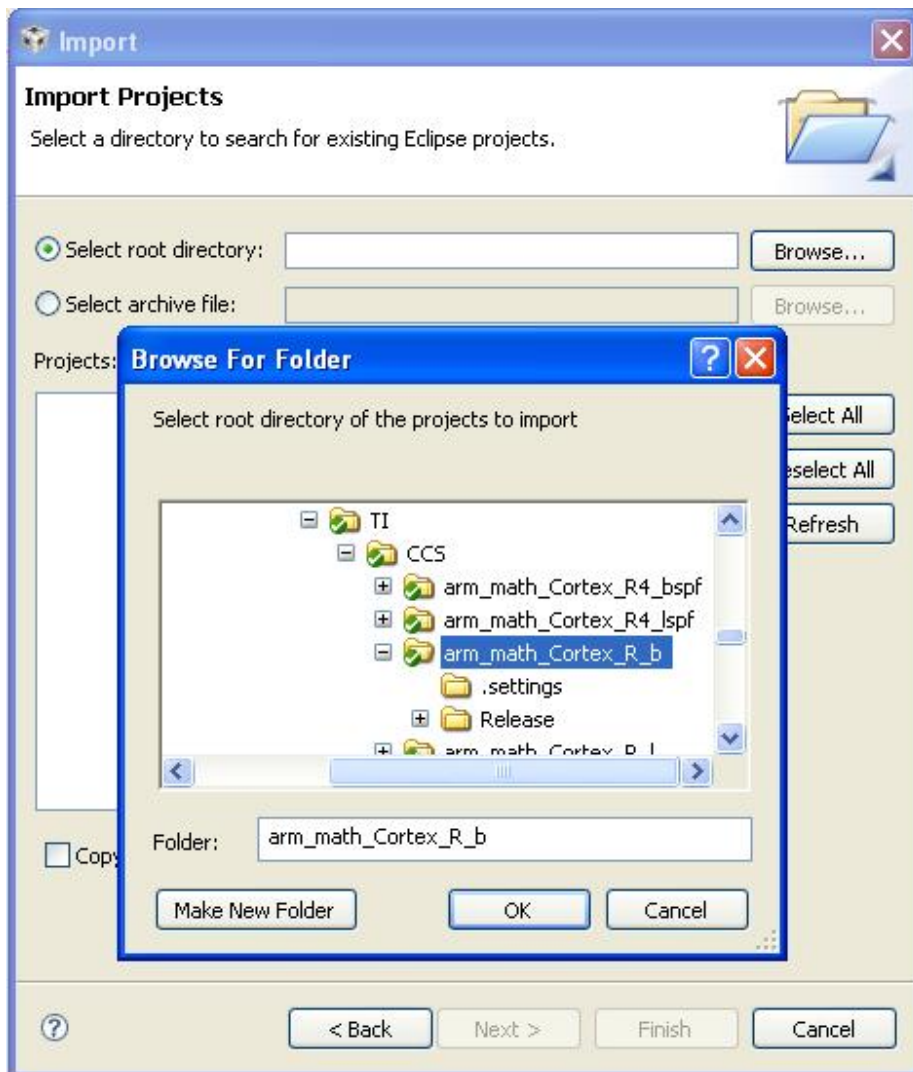 Import
Import Projects
Select a directory to search for existing Eclipse projects.
Select root directory:
Browse...
Select archive file:
Browse...
Projects:
Browse For Folder
Select root directory of the projects to import
elect All
eselect All
Refresh
TI
CCS
arm_math_Cortex_R4_bspf
arm_math_Cortex_R4_lspf
arm_math_Cortex_R_b
.settings
Release
arm_math_Cortex_R_l
Folder:
arm_math_Cortex_R_b
Copy
Make New Folder
OK
Cancel
?
< Back
Next >
Finish
Cancel